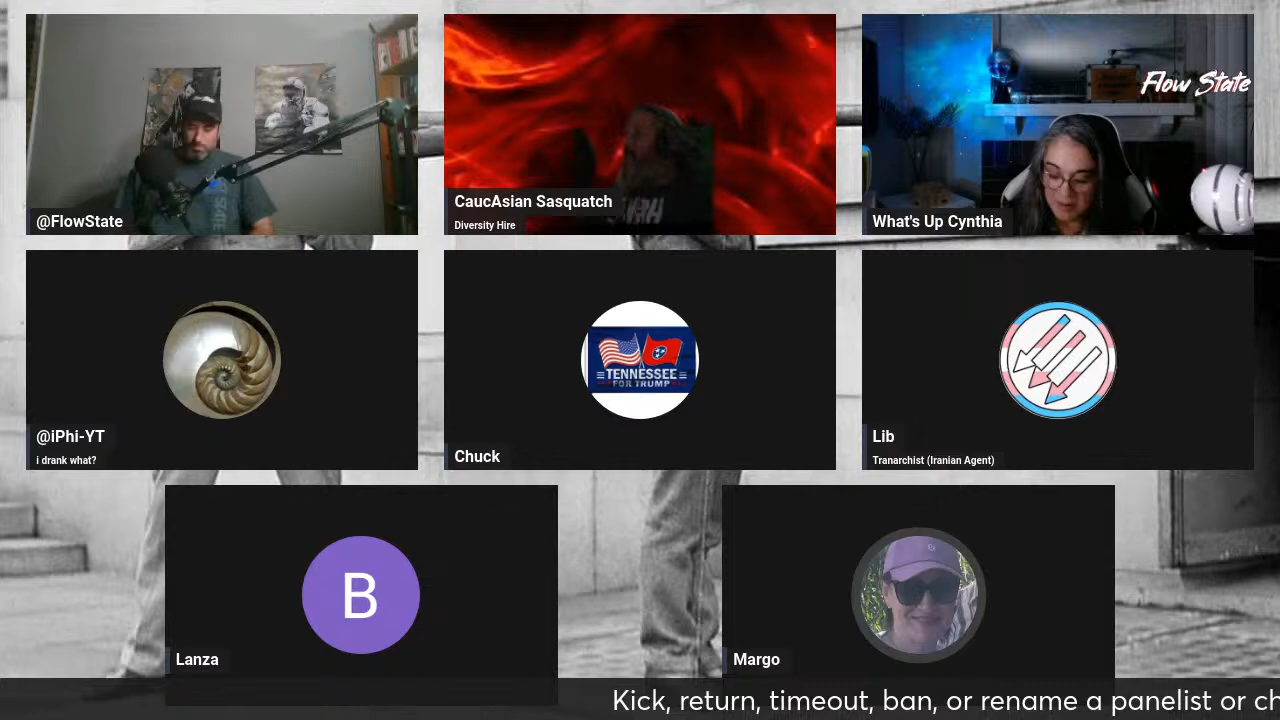 Flow State
@FlowState
CaucAsian Sasquatch
Diversity Hire
What's Up Cynthia
TENNESSEE
FOR TRUMP
@iPhi-YT
i drank what?
Chuck
Lib
Tranarchist (Iranian Agent)
B
Lanza
Margo
Kick, return, timeout, ban, or rename a panelist or ch